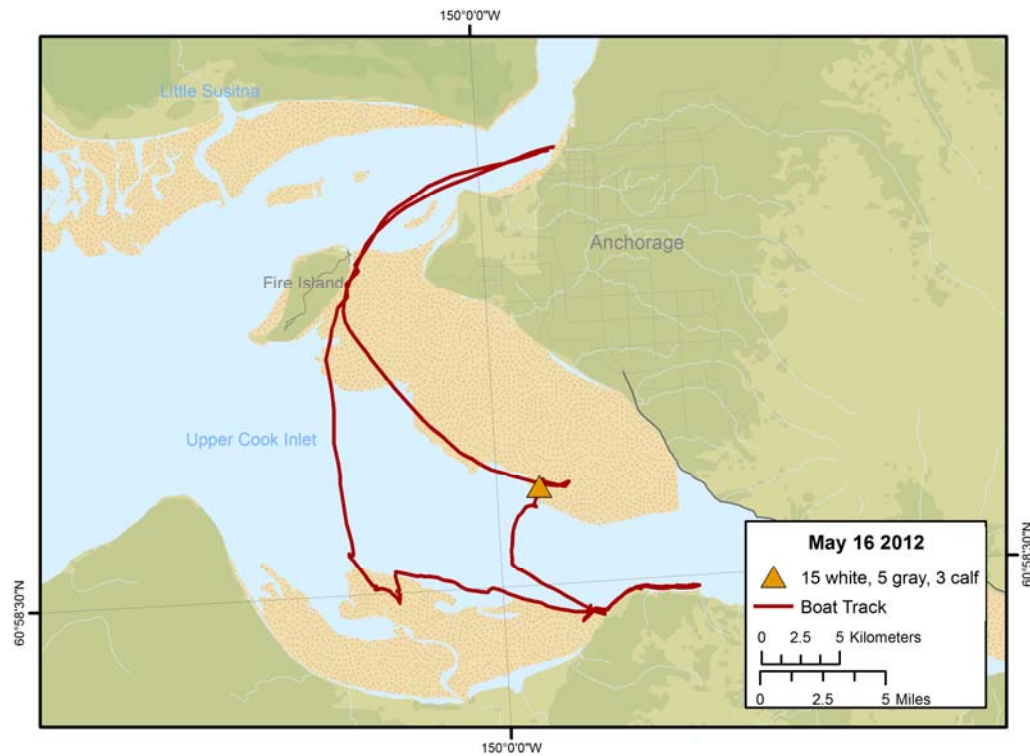 150°0'0"W
Little Susitna
Anchorage
Fire Island
Upper Cook Inlet
60°58'30"N
60°58'30"N
May 16 2012
15 white, 5 gray, 3 calf
Boat Track
0 2.5 5 Kilometers
0 2.5 5 Miles
150°0'0"W